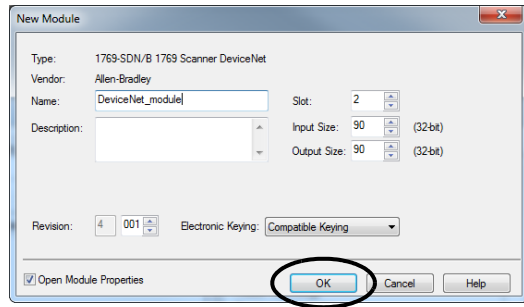 New Module
Type: 1769-SDN/B 1769 Scanner DeviceNet
Vendor: Allen-Bradley
Name: DeviceNet_module Slot: 2
Description: Input Size: 90 (32-bit)
Output Size: 90 (32-bit)
Revision: 4 001 Electronic Keying: Compatible Keying
Open Module Properties OK Cancel Help